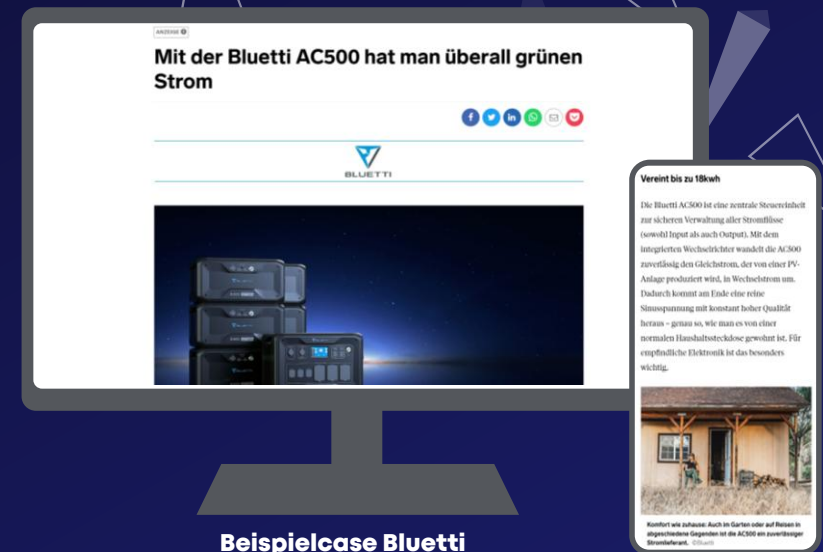 ANZEIGE
Mit der Bluetti AC500 hat man überall grünen
Strom
BLUETTI
Vereint bis zu 18kwh
Die Bluetti AC500 ist eine zentrale Steuereinheit
zur sicheren Verwaltung aller Stromflüsse
(sowohl Input als auch Output). Mit dem
integrierten Wechselrichter wandelt die AC500
zuverlässig den Gleichstrom, der von einer PV-
Anlage produziert wird, in Wechselstrom um.
Dadurch kommt am Ende eine reine
Sinusspannung mit konstant hoher Qualität
heraus – genau so, wie man es von einer
normalen Haushaltssteckdose gewohnt ist. Für
empfindliche Elektronik ist das besonders
wichtig.
Komfort wie zuhause: Auch im Garten oder auf Reisen in
abgeschiedene Gegenden ist die AC500 ein zuverlässiger
Stromlieferant. ©Bluetti
Beispielcase Bluetti